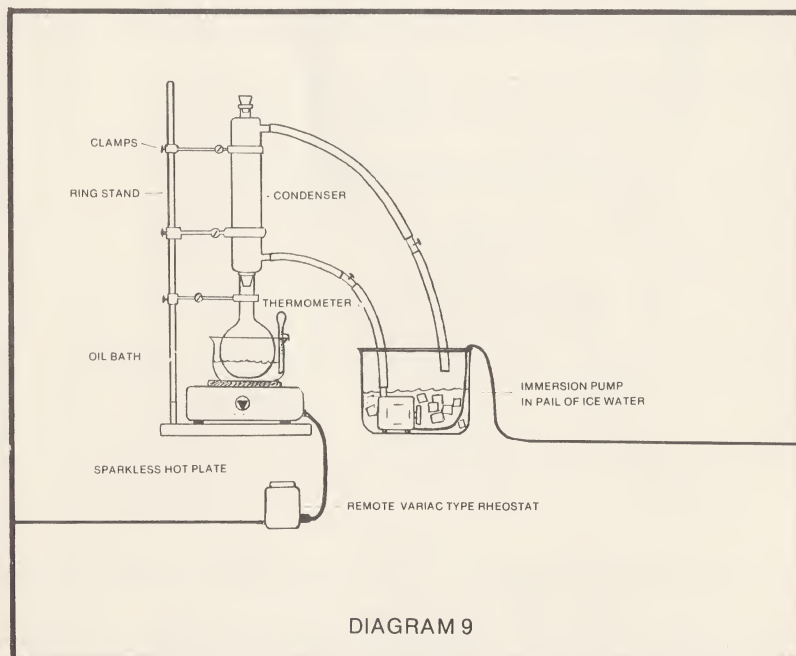 CLAMPS
RING STAND
CONDENSER
THERMOMETER
OIL BATH
IMMERSION PUMP
IN PAIL OF ICE WATER
SPARKLESS HOT PLATE
REMOTE VARIAC TYPE RHEOSTAT
DIAGRAM 9